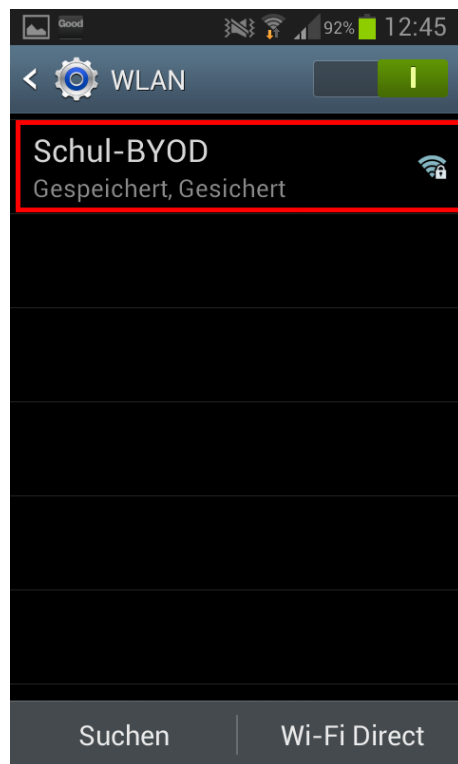 Good 92% 12:45
WLAN
Schul-BYOD
Gespeichert, Gesichert
Suchen Wi-Fi Direct